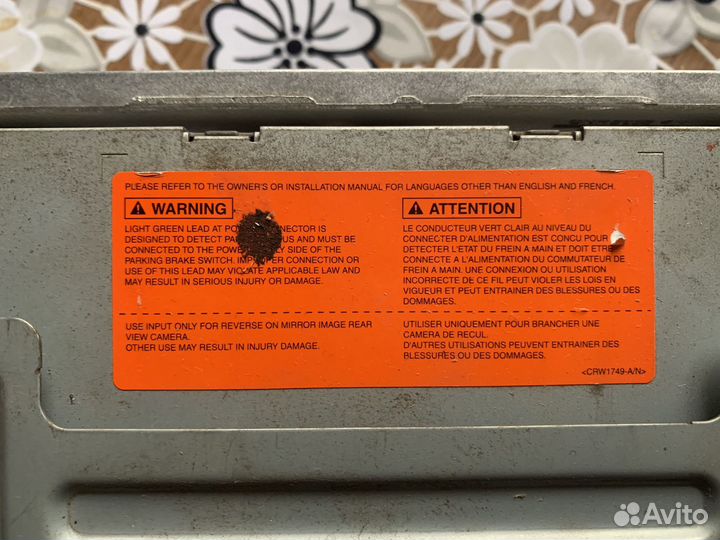 PLEASE REFER TO THE OWNER'S OR INSTALLATION MANUAL FOR LANGUAGES OTHER THAN ENGLISH AND FRENCH.
WARNING
LIGHT GREEN LEAD AT CONNECTOR IS
DESIGNED TO DETECT AND MUST BE
CONNECTED TO THE SIDE OF THE
PARKING BRAKE SWITCH. CONNECTION OR
USE OF THIS LEAD MAY VIOLATE APPLICABLE LAW AND
MAY RESULT IN SERIOUS INJURY OR DAMAGE.
USE INPUT ONLY FOR REVERSE OR MIRROR IMAGE REAR
VIEW CAMERA.
OTHER USE MAY RESULT IN INJURY DAMAGE.
ATTENTION
LE CONDUCTEUR VERT CLAIR AU NIVEAU DU
CONNECTER D'ALIMENTATION EST CONCU POUR
DETECTER L'ETAT DU FREIN A MAIN ET DOIT ETRE
CONNECTE A L'ALIMENTATION DU COMMUTATEUR DE
FREIN A MAIN. UNE CONNEXION OU UTILISATION
INCORRECTE DE CE FIL PEUT VIOLER LES LOIS EN
VIGUEUR ET PEUT ENTRAINER DES BLESSURES OU DES
DOMMAGES.
UTILISER UNIQUEMENT POUR BRANCHER UNE
CAMERA DE RECUL.
D'AUTRES UTILISATIONS PEUVENT ENTRAINER DES
BLESSURES OU DES DOMMAGES.
<CRW1749-A/N>
Avito